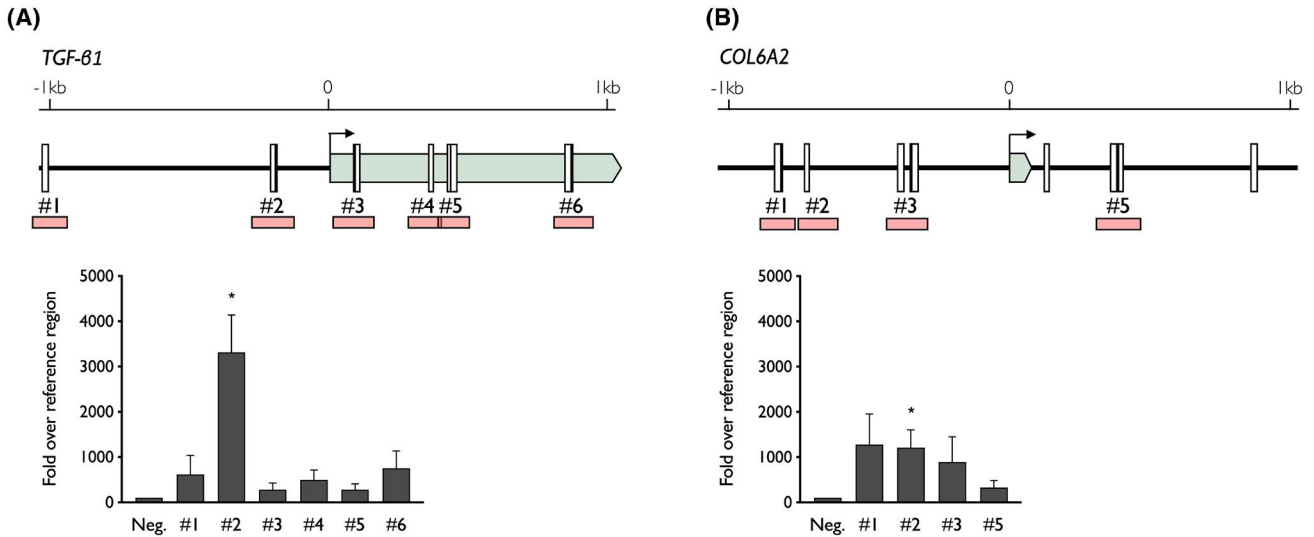 (A)
TGF-β1
-1kb 0 1kb
#1 #2 #3 #4 #5 #6
Fold over reference region
5000
4000
3000
2000
1000
0
*
Neg. #1 #2 #3 #4 #5 #6
(B)
COL6A2
-1kb 0 1kb
#1 #2 #3 #5
Fold over reference region
5000
4000
3000
2000
1000
0
*
Neg. #1 #2 #3 #5